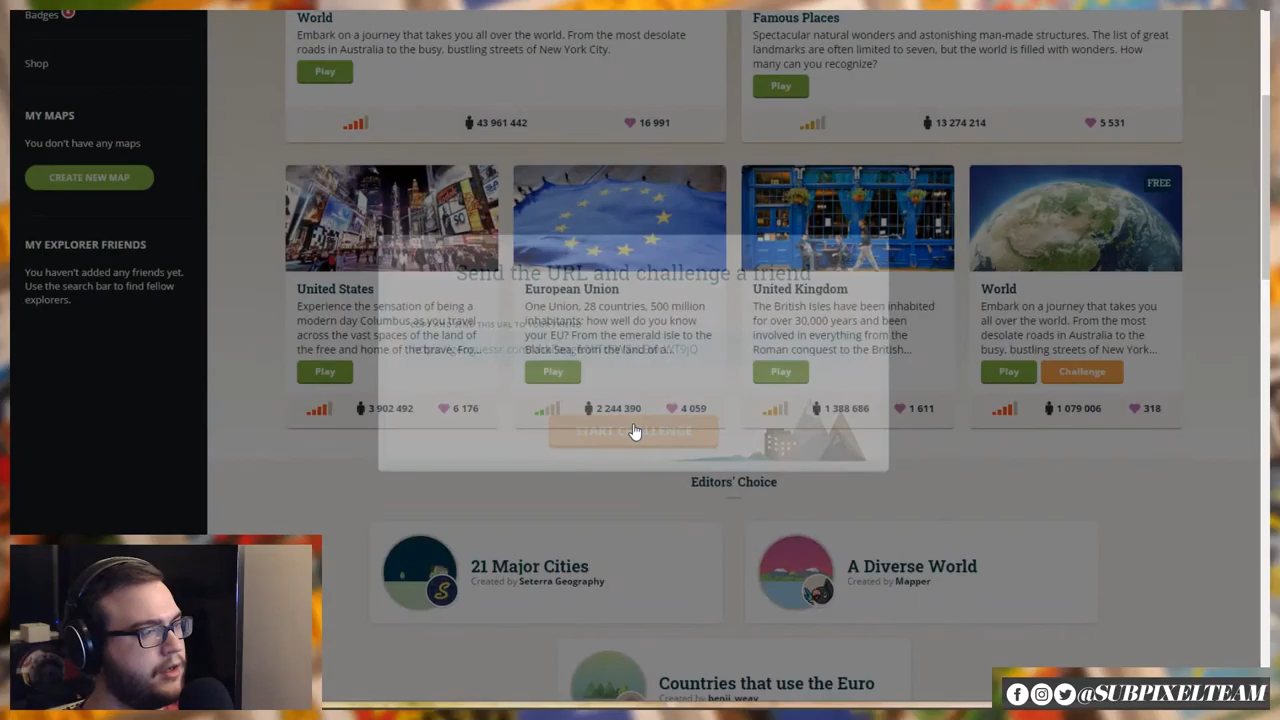 Badges
World
Embark on a journey that takes you all over the world. From the most desolate
roads in Australia to the busy, bustling streets of New York City.
Play
43 961 442
16 991
Famous Places
Spectacular natural wonders and astonishing man-made structures. The list of great
landmarks are often limited to seven, but the world is filled with wonders. How
many can you recognize?
Play
13 274 214
5 531
Shop
MY MAPS
You don't have any maps
CREATE NEW MAP
MY EXPLORER FRIENDS
You haven't added any friends yet.
Use the search bar to find fellow
explorers.
Send the URL and challenge a friend
START CHALLENGE
United States
Experience the sensation of being a
modern day Columbus as you travel
across the vast spaces of the land of
the free and home of the brave. Fro...
Play
3 902 492
6 176
European Union
One Union, 28 countries, 500 million
inhabitants: how well do you know
your EU? From the emerald isle to the
Black Sea, from the land of a...
Play
2 244 390
4 059
United Kingdom
The British Isles have been inhabited
for over 30,000 years and been
involved in everything from the
Roman conquest to the British...
Play
1 388 686
1 611
FREE
World
Embark on a journey that takes you
all over the world. From the most
desolate roads in Australia to the
busy, bustling streets of New York...
Play
Challenge
1 079 006
318
Editors' Choice
21 Major Cities
Created by Seterra Geography
A Diverse World
Created by Mapper
Countries that use the Euro
Created by benji_weay
@SUBPIXELTEAM